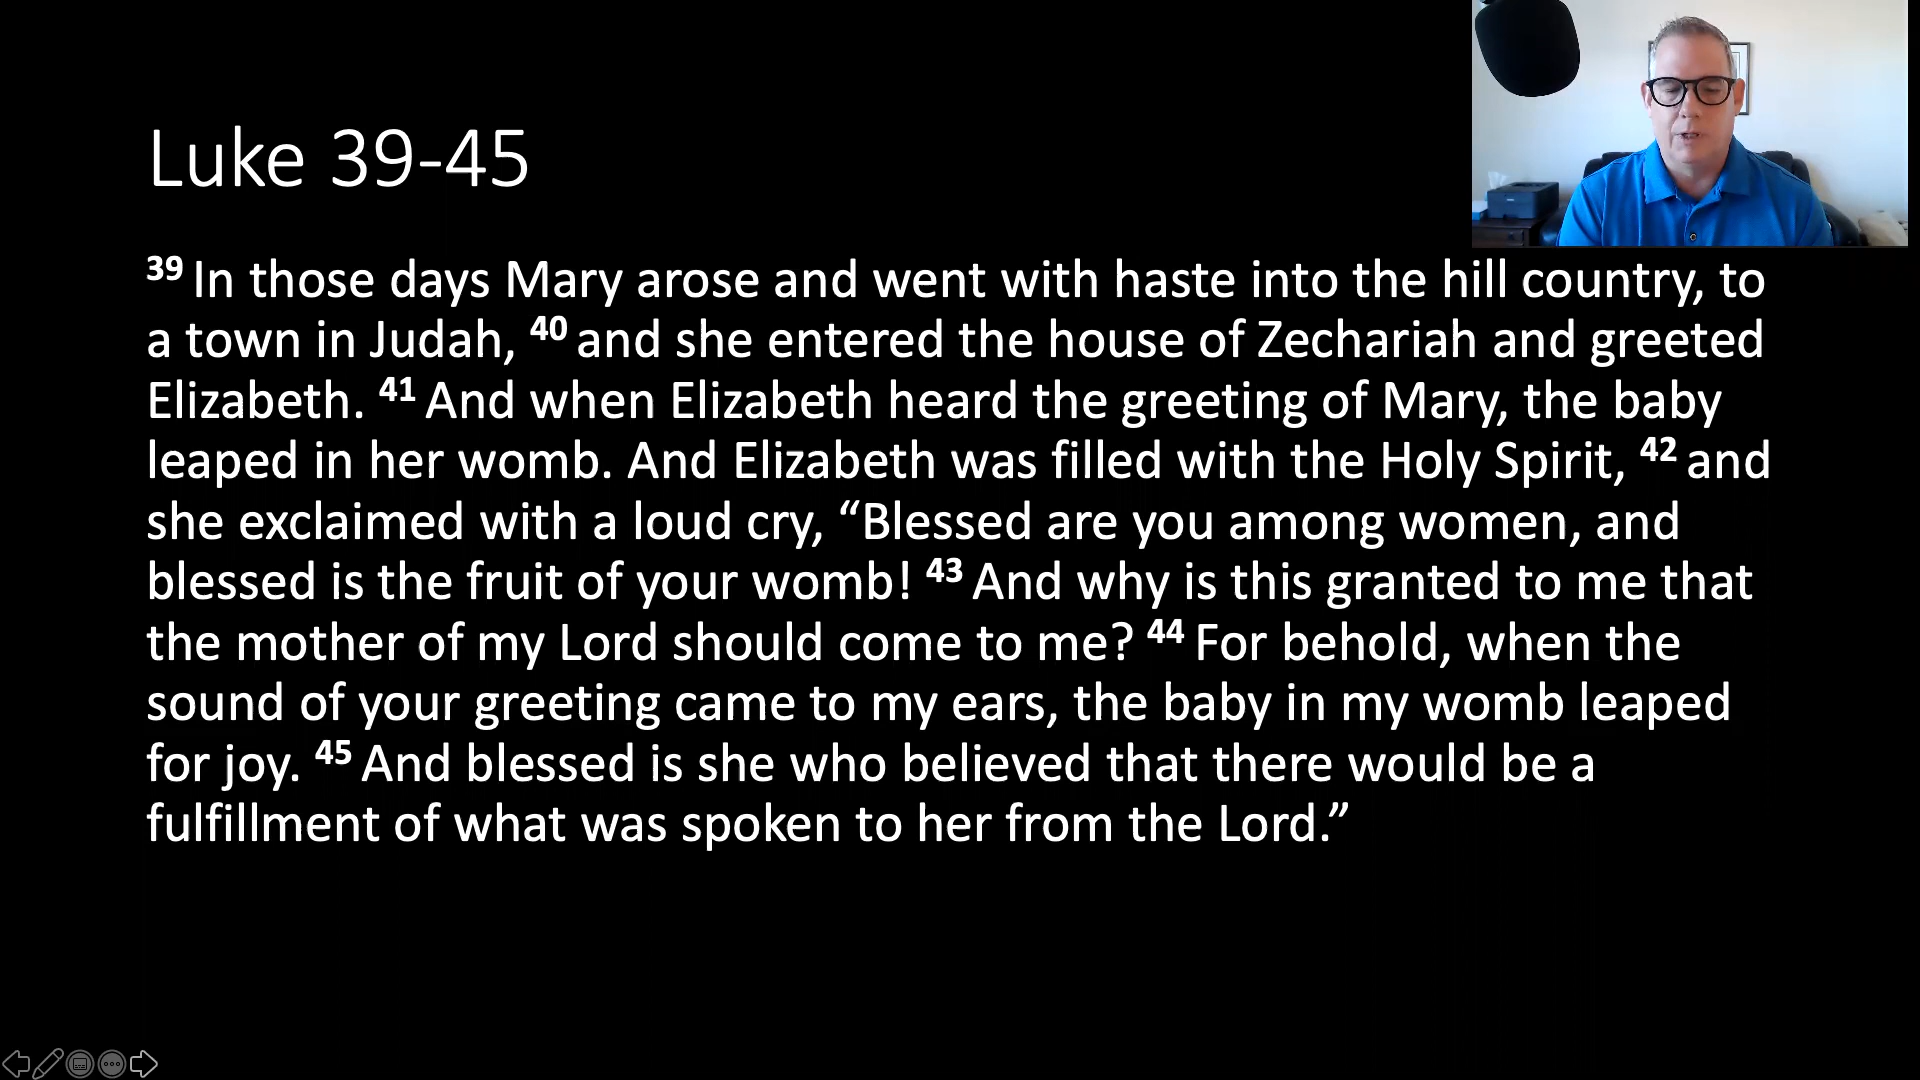 Luke 39-45
39 In those days Mary arose and went with haste into the hill country, to
a town in Judah, 40 and she entered the house of Zechariah and greeted
Elizabeth. 41 And when Elizabeth heard the greeting of Mary, the baby
leaped in her womb. And Elizabeth was filled with the Holy Spirit, 42 and
she exclaimed with a loud cry, “Blessed are you among women, and
blessed is the fruit of your womb! 43 And why is this granted to me that
the mother of my Lord should come to me? 44 For behold, when the
sound of your greeting came to my ears, the baby in my womb leaped
for joy. 45 And blessed is she who believed that there would be a
fulfillment of what was spoken to her from the Lord.”